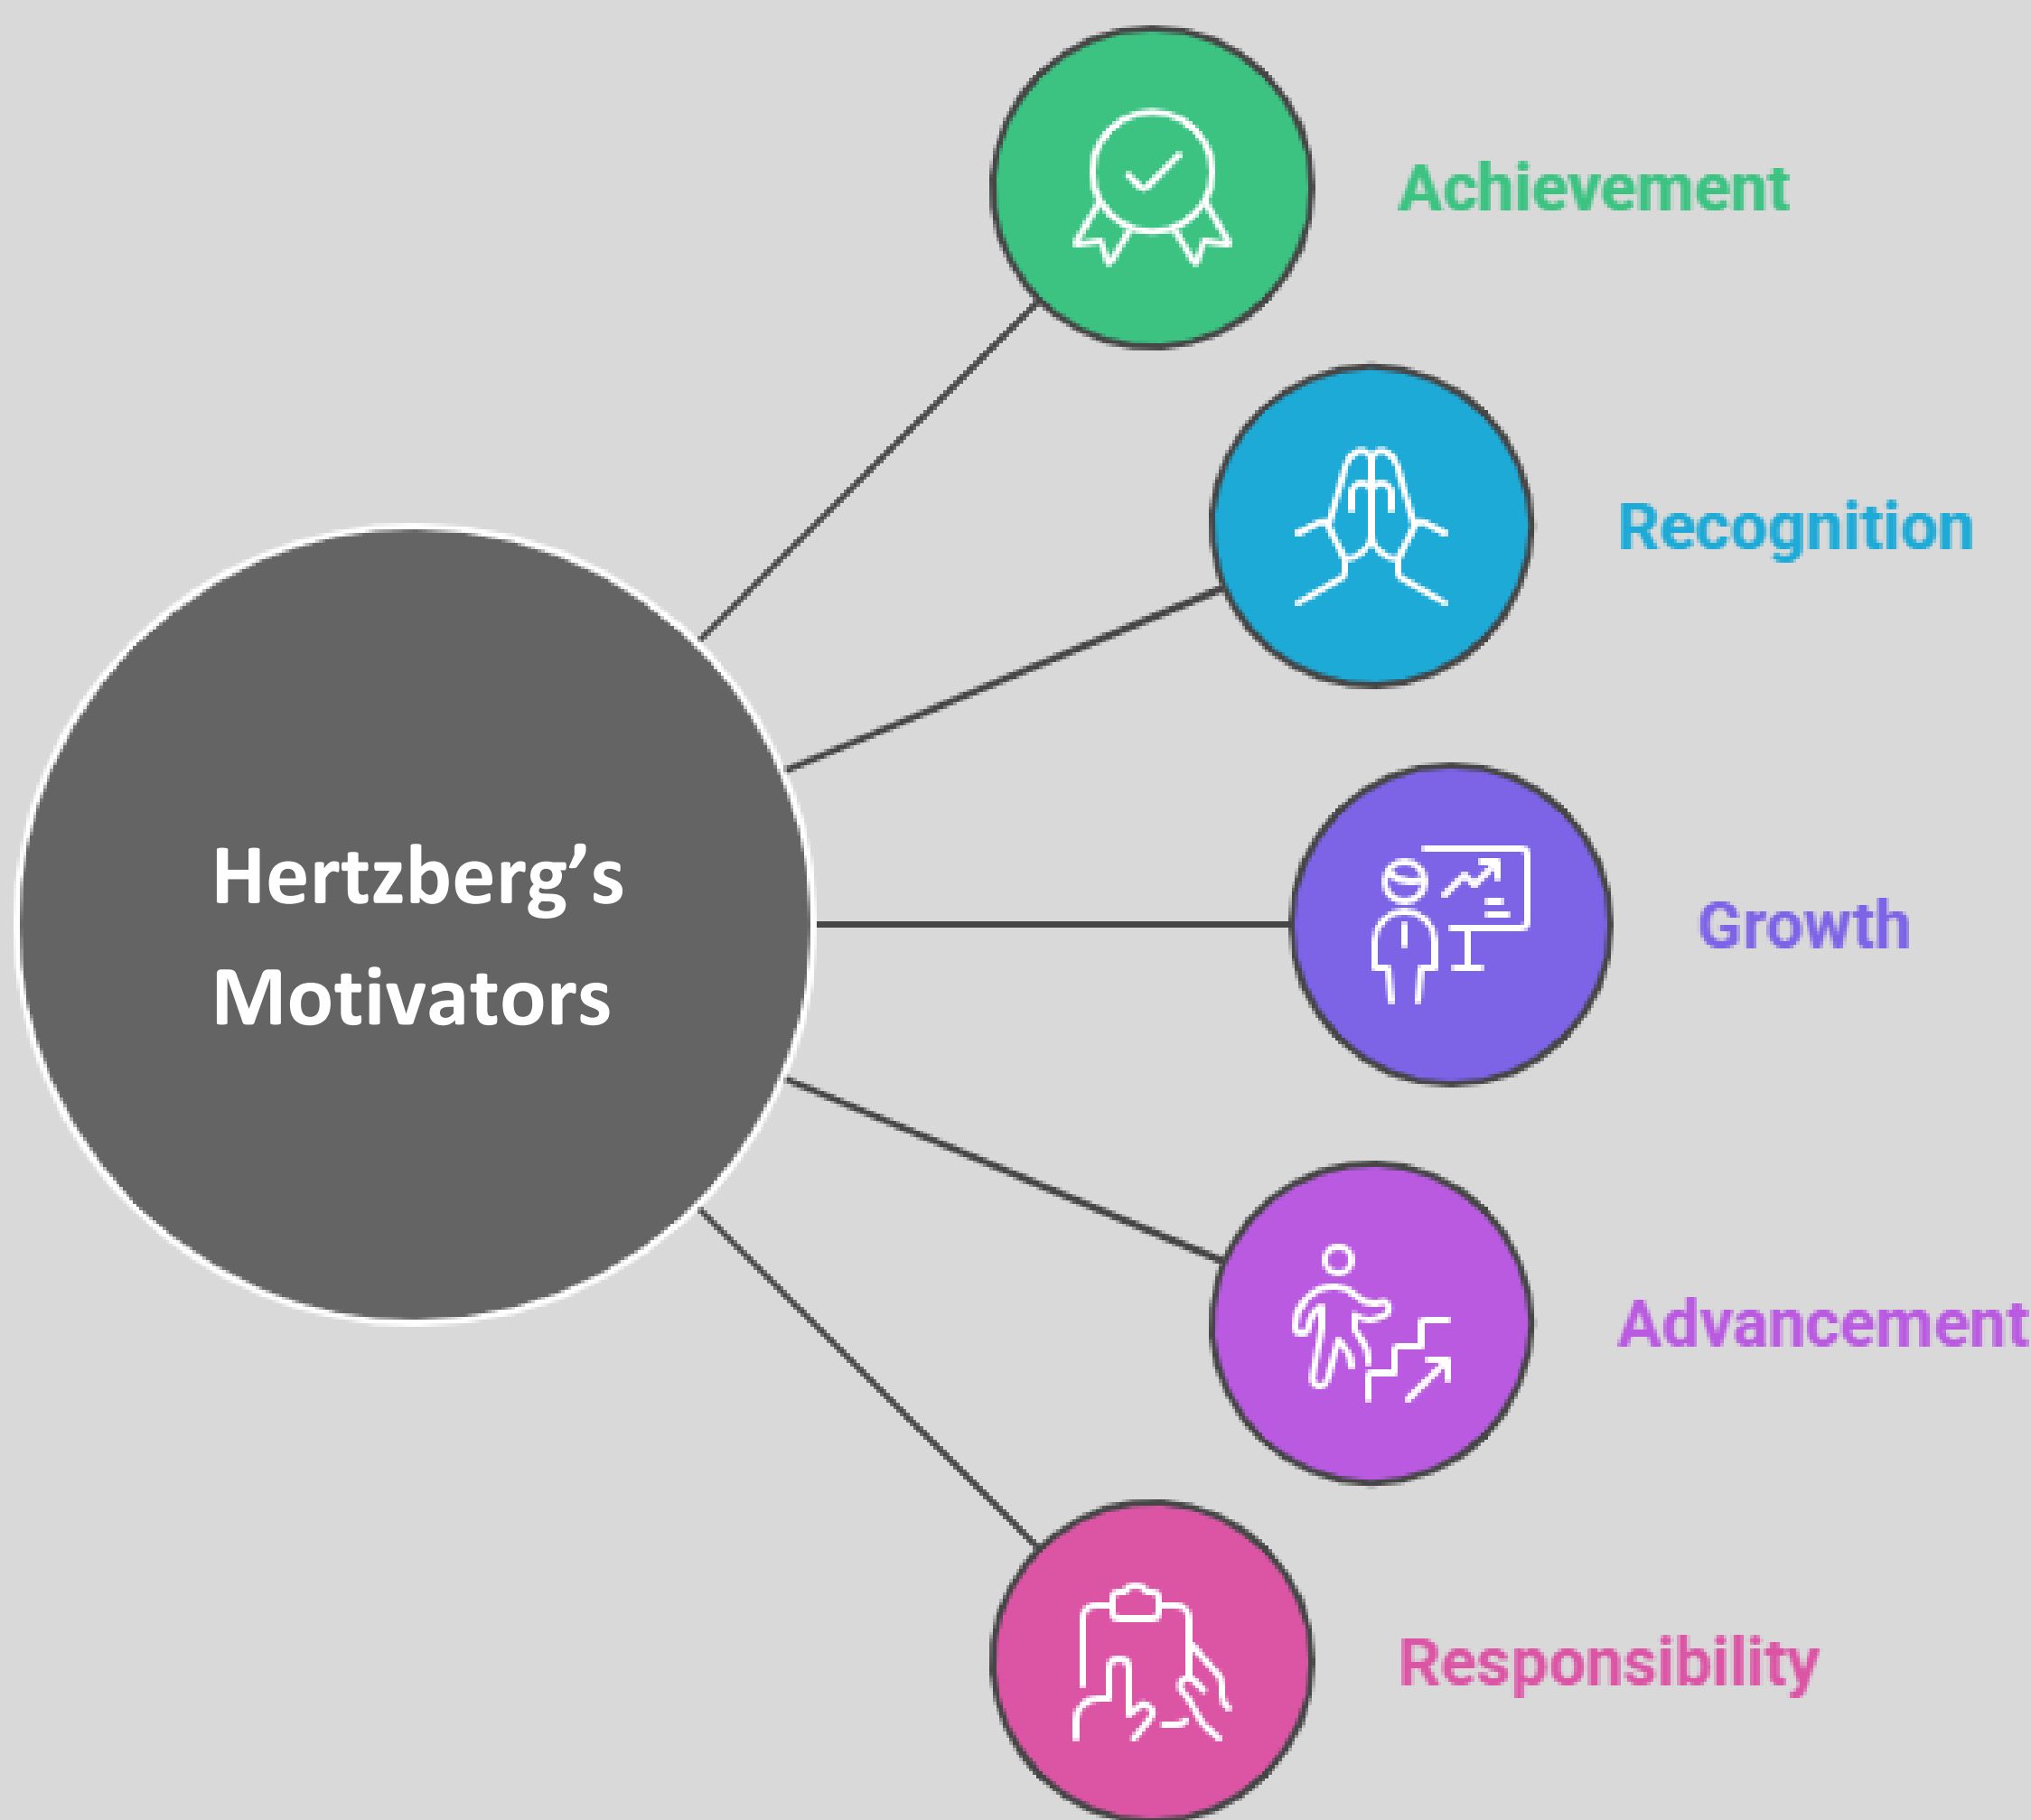 Achievement
Recognition
Hertzberg’s
Motivators
Growth
Advancement
Responsibility